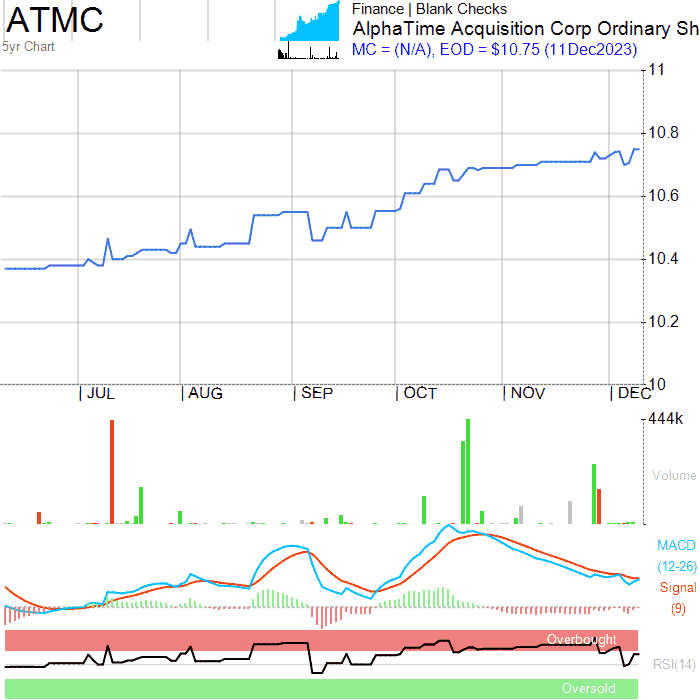 ATMC
5yr Chart
Finance | Blank Checks
AlphaTime Acquisition Corp Ordinary Sh
MC = (N/A), EOD = $10.75 (11Dec2023)
11
10.8
10.6
10.4
10.2
10
| JUL | AUG | SEP | OCT | NOV | DEC
444k
Volume
MACD
(12-26)
Signal
(9)
Overbought
RSI(14)
Oversold